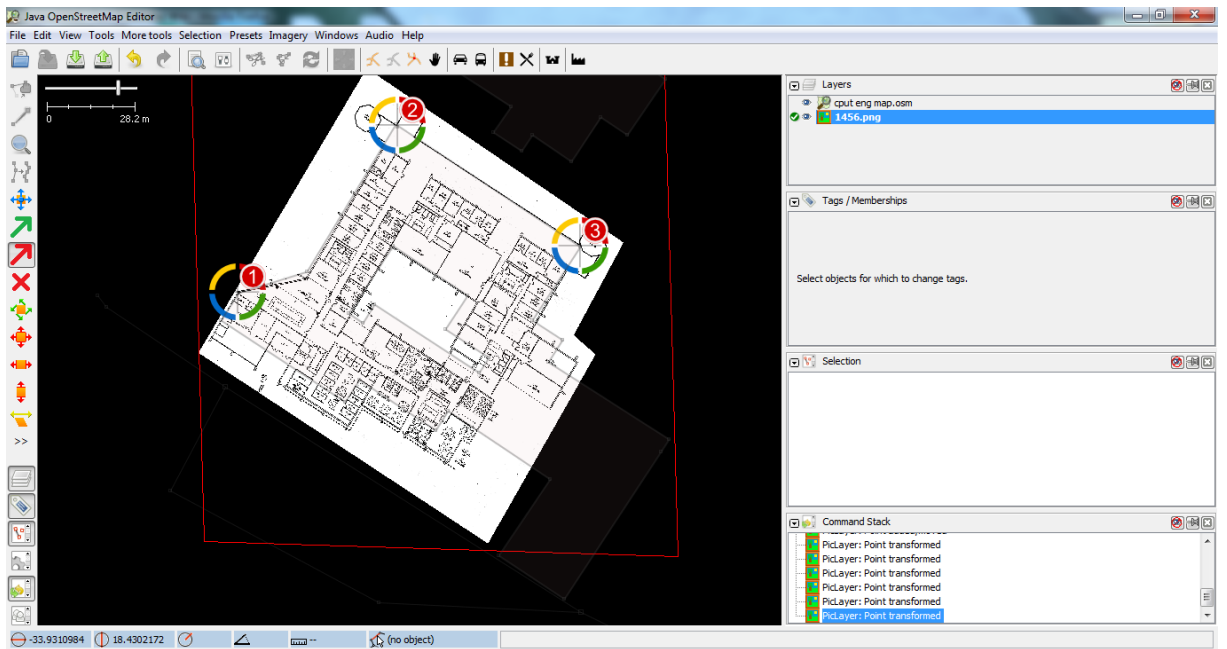 Java OpenStreetMap Editor
File Edit View Tools More tools Selection Presets Imagery Windows Audio Help
0 28.2 m
1
2
3
>>
Layers
cput eng map.osm
1456.png
Tags / Memberships
Select objects for which to change tags.
Selection
Command Stack
PicLayer: Point transformed
PicLayer: Point transformed
PicLayer: Point transformed
PicLayer: Point transformed
PicLayer: Point transformed
PicLayer: Point transformed
-33.9310984 18.4302172 -- (no object)